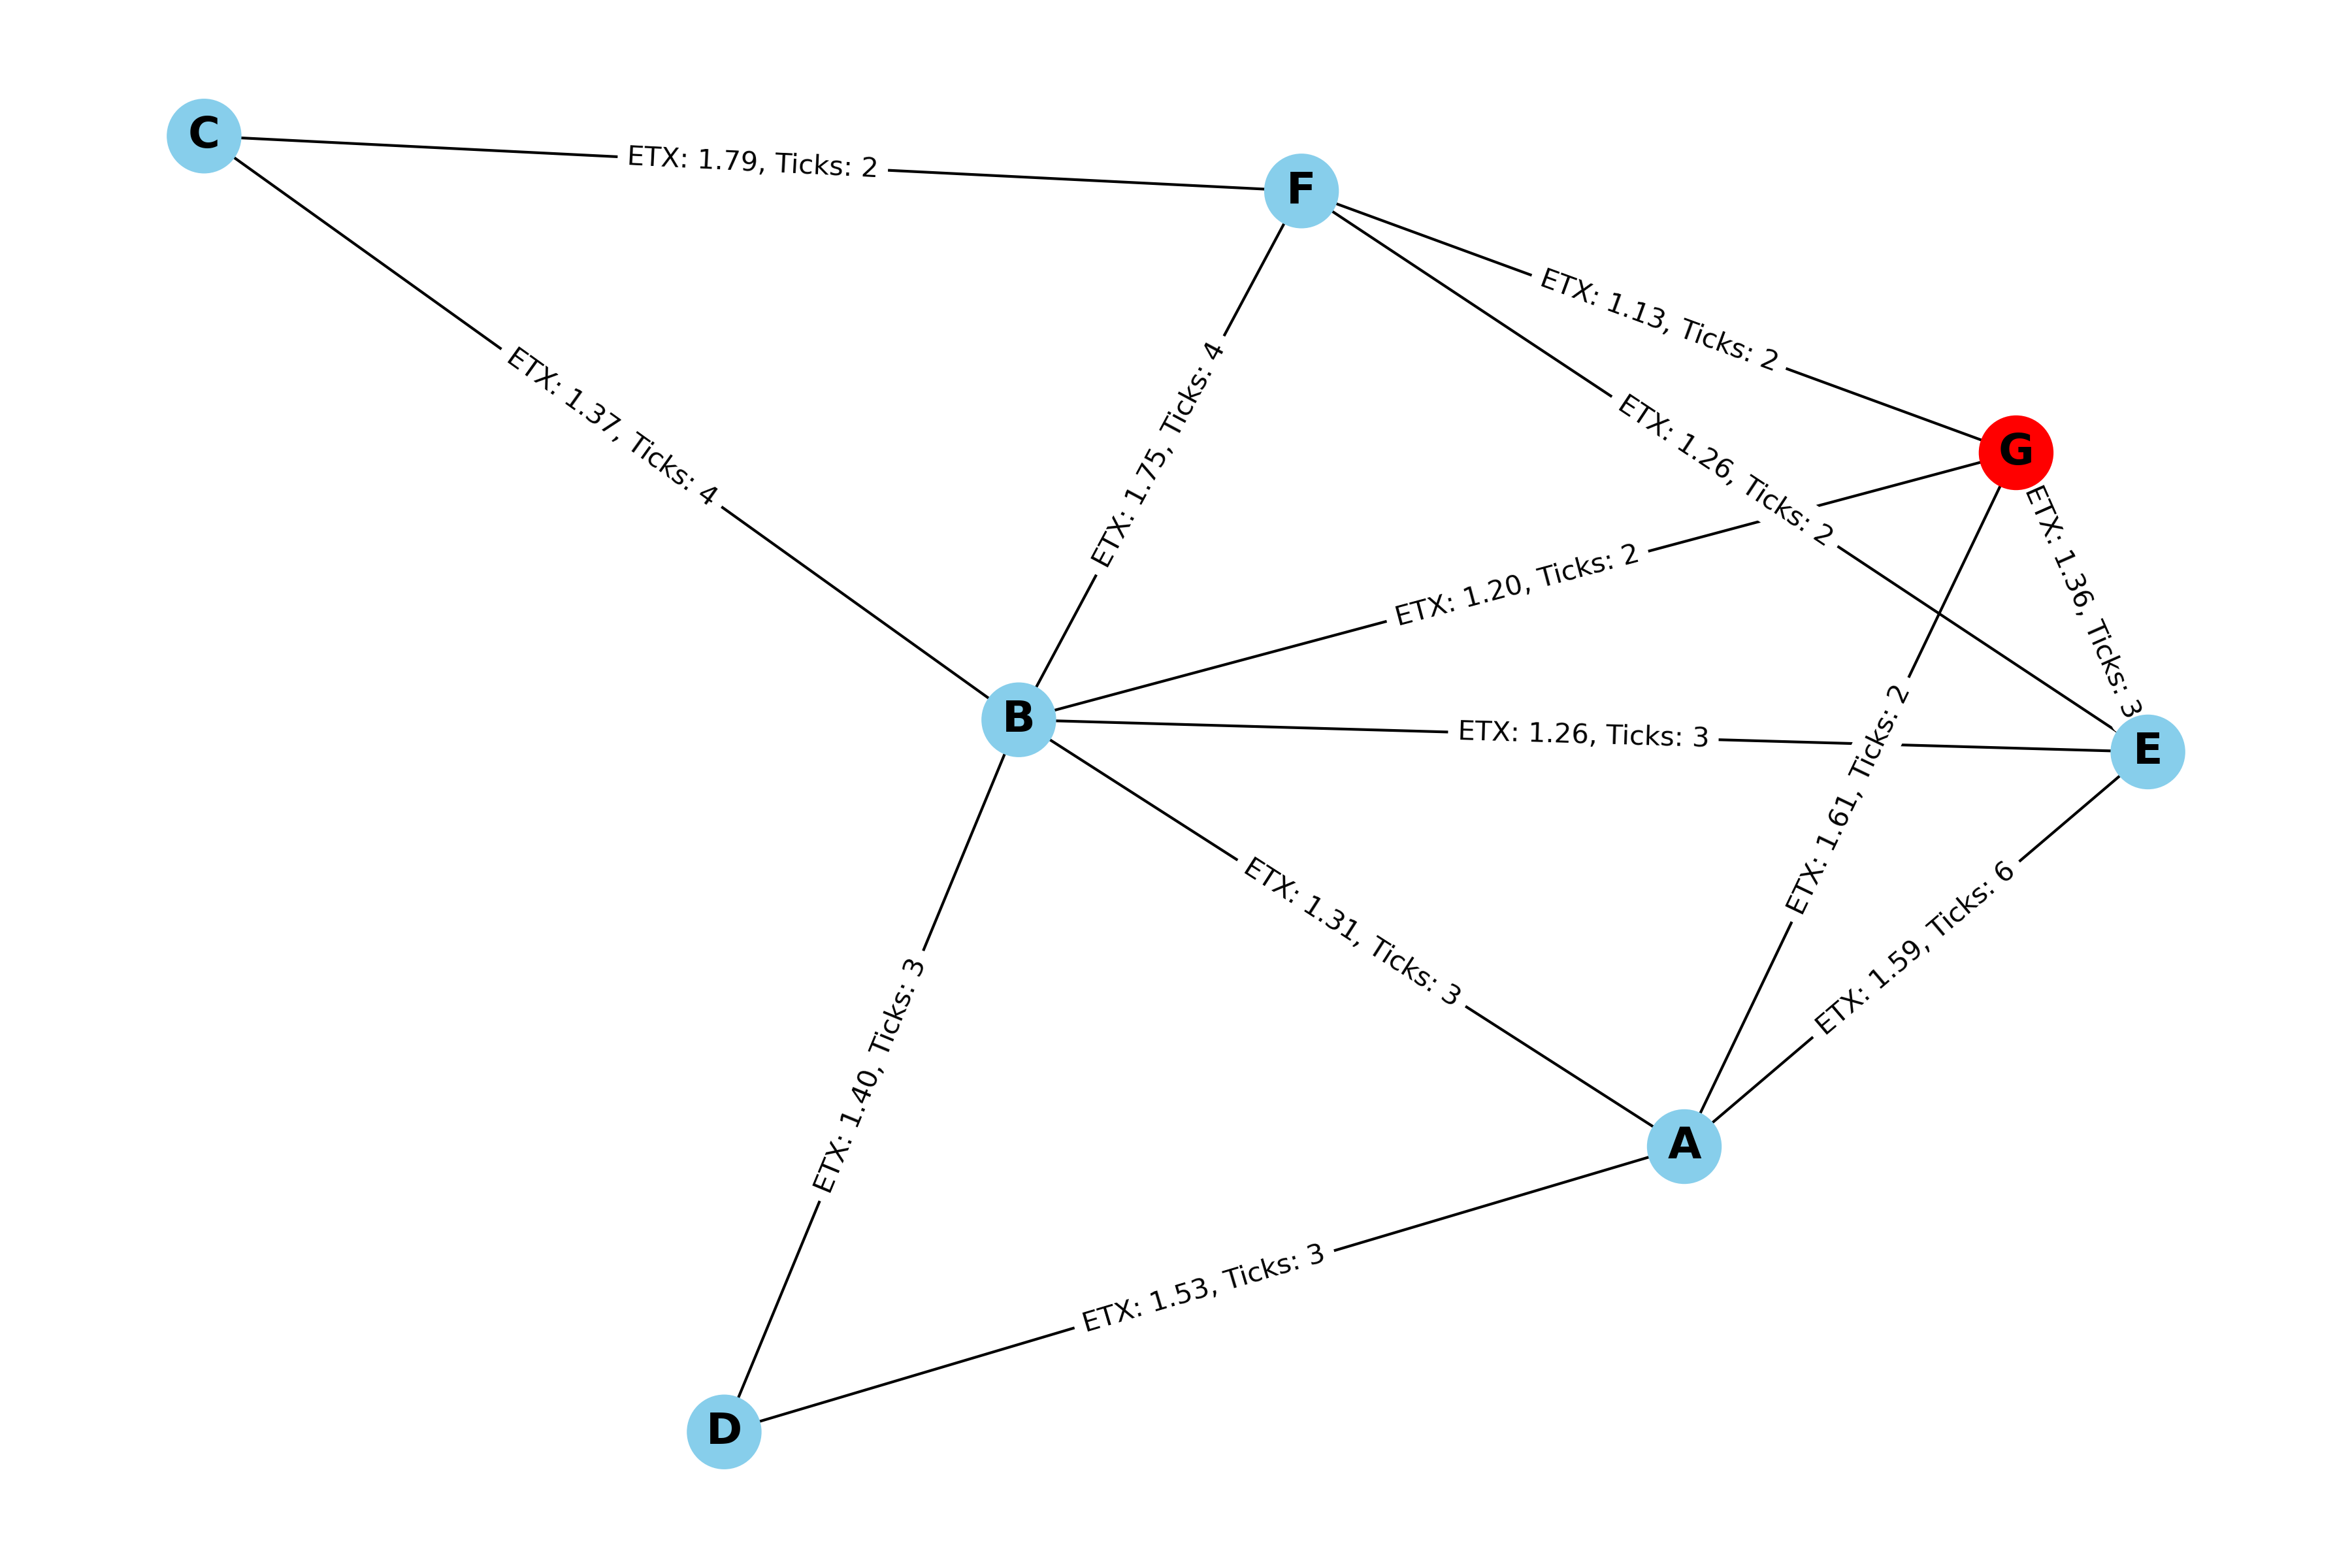 C
ETX: 1.79, Ticks: 2
F
ETX: 1.13, Ticks: 2
ETX: 1.37, Ticks: 4
ETX: 1.75, Ticks: 4
ETX: 1.26, Ticks: 2
G
ETX: 1.20, Ticks: 2
ETX: 1.36, Ticks: 3
B
ETX: 1.26, Ticks: 3
E
ETX: 1.61, Ticks: 2
ETX: 1.31, Ticks: 3
ETX: 1.59, Ticks: 6
ETX: 1.40, Ticks: 3
A
ETX: 1.53, Ticks: 3
D